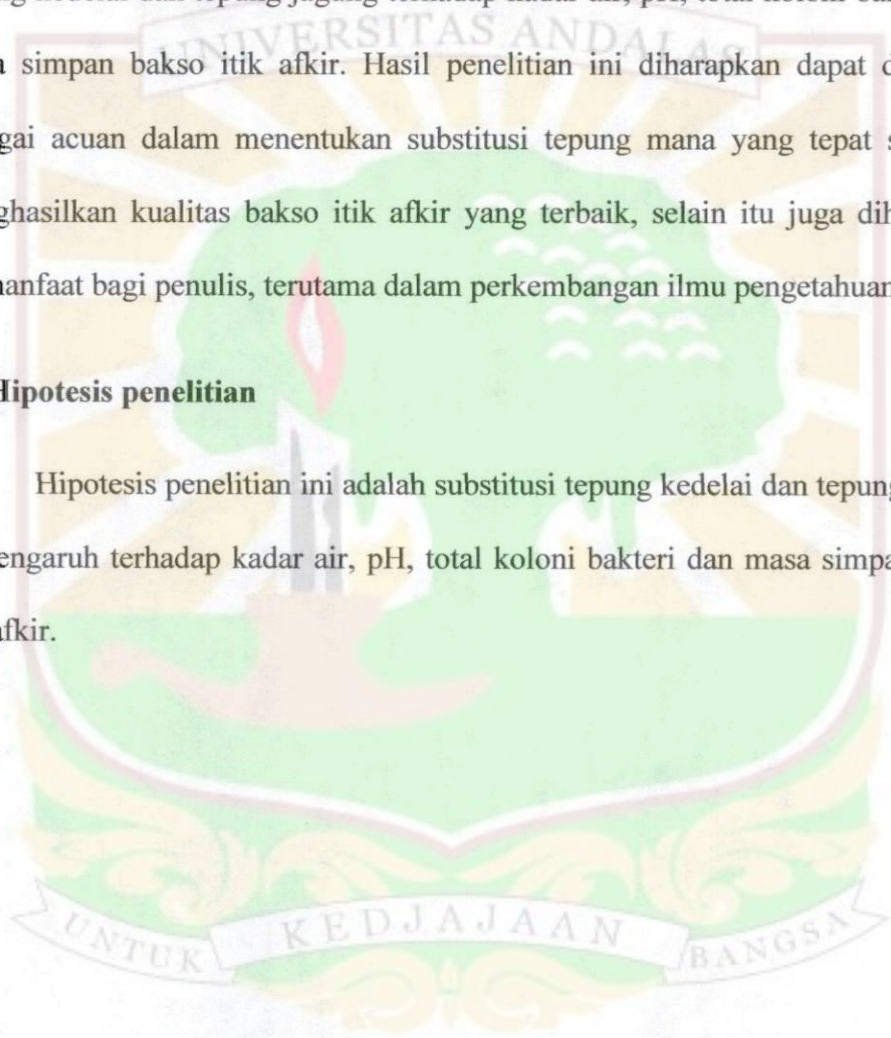 simpan bakso itik afkir. Hasil penelitian ini diharapkan dapat
gai acuan dalam menentukan substitusi tepung mana yang tepat
ghasilkan kualitas bakso itik afkir yang terbaik, selain itu juga dih
anfaat bagi penulis, terutama dalam perkembangan ilmu pengetahuan
Hipotesis penelitian
Hipotesis penelitian ini adalah substitusi tepung kedelai dan tepung
engaruh terhadap kadar air, pH, total koloni bakteri dan masa simpa
afkir.
UNIVERSITAS ANDALAS
UNTUK KEDJAJAAN BANGSA